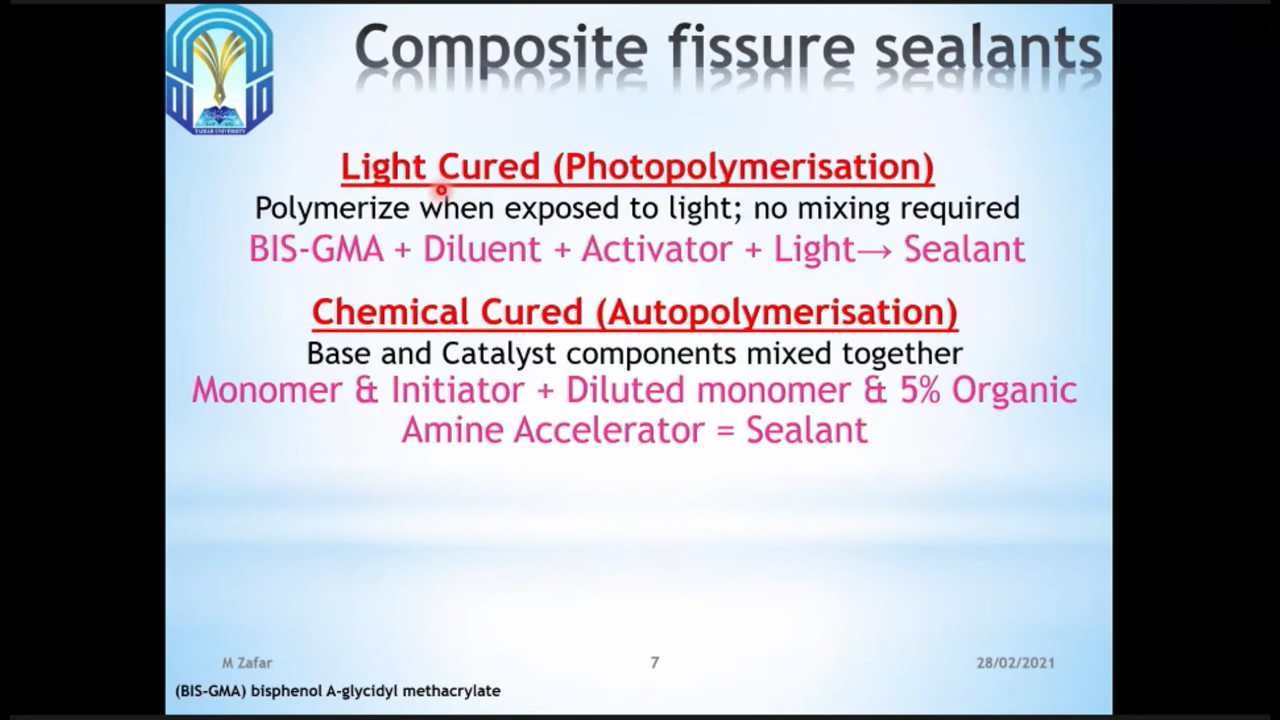 Composite fissure sealants
TAIBAH UNIVERSITY
Light Cured (Photopolymerisation)
Polymerize when exposed to light; no mixing required
BIS-GMA + Diluent + Activator + Light→ Sealant
Chemical Cured (Autopolymerisation)
Base and Catalyst components mixed together
Monomer & Initiator + Diluted monomer & 5% Organic
Amine Accelerator = Sealant
M Zafar
7
28/02/2021
(BIS-GMA) bisphenol A-glycidyl methacrylate